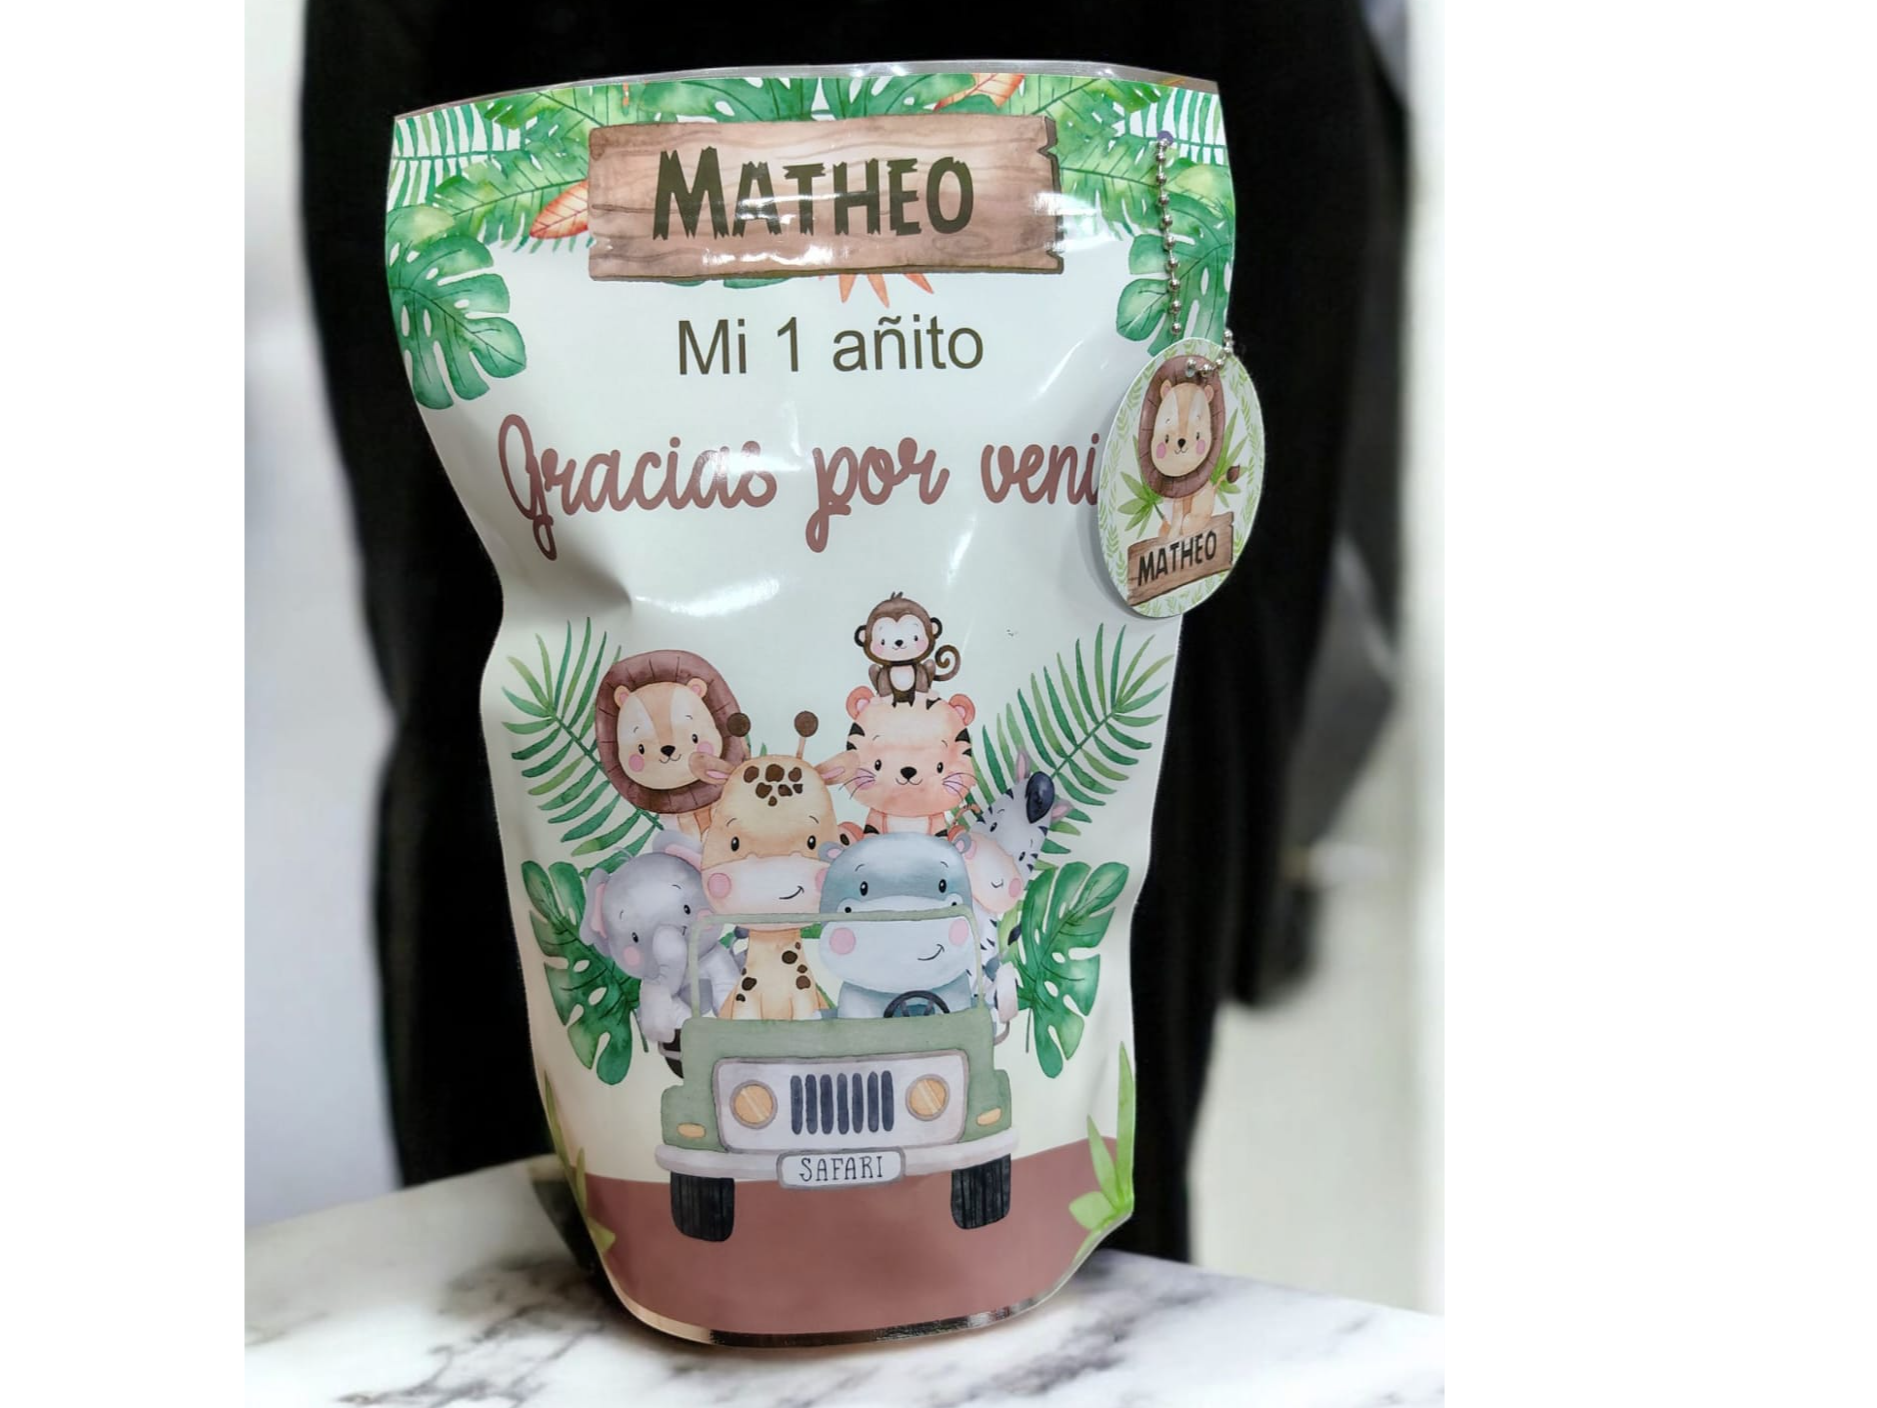 MATHEO
Mi 1 añito
Gracias por veni
MATHEO
SAFARI